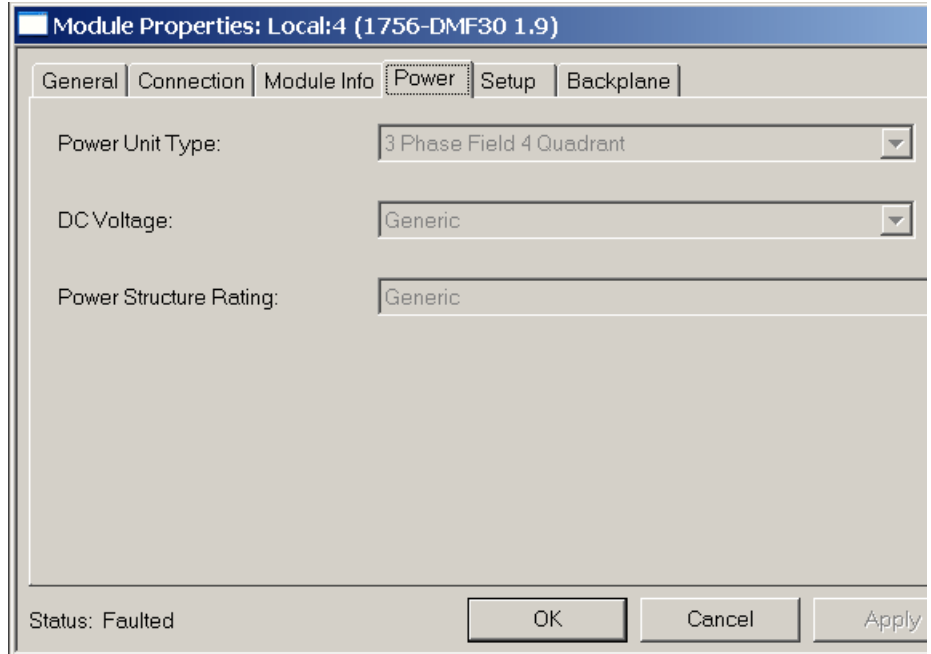 Module Properties: Local:4 (1756-DMF30 1.9)
General Connection Module Info Power Setup Backplane
Power Unit Type: 3 Phase Field 4 Quadrant
DC Voltage: Generic
Power Structure Rating: Generic
Status: Faulted OK Cancel Apply